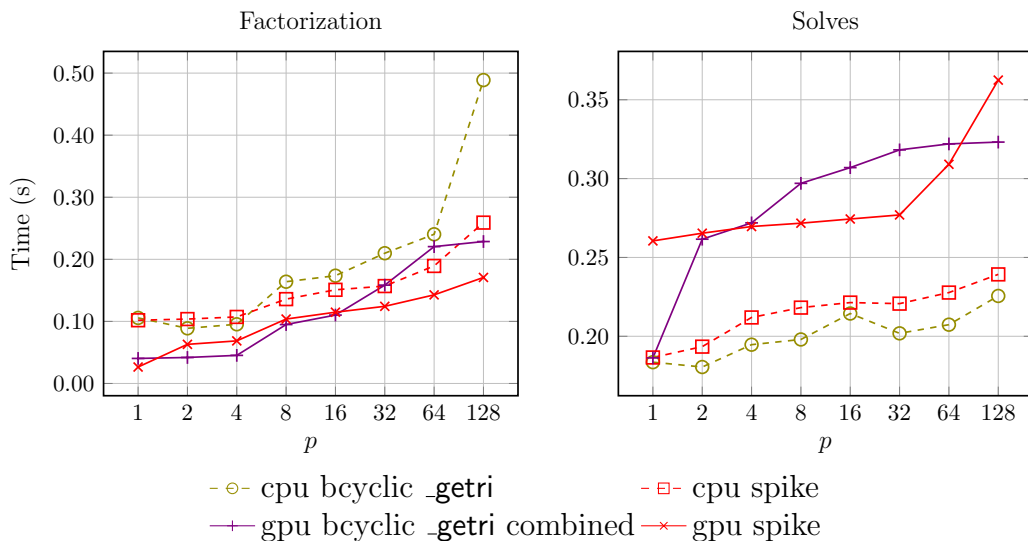 Factorization
Solves
Time (s)
0.50
0.40
0.30
0.20
0.10
0.00
1 2 4 8 16 32 64 128
p
0.35
0.30
0.25
0.20
1 2 4 8 16 32 64 128
p
cpu bcyclic _getri
cpu spike
gpu bcyclic _getri combined
gpu spike